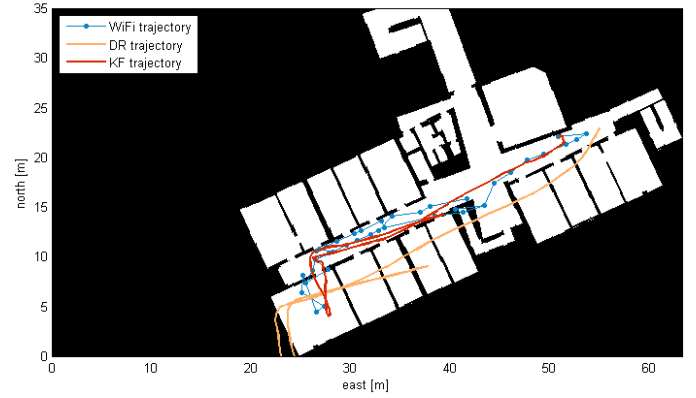 35
30
25
20
15
10
5
0
north [m]
WiFi trajectory
DR trajectory
KF trajectory
0 10 20 30 40 50 60
east [m]